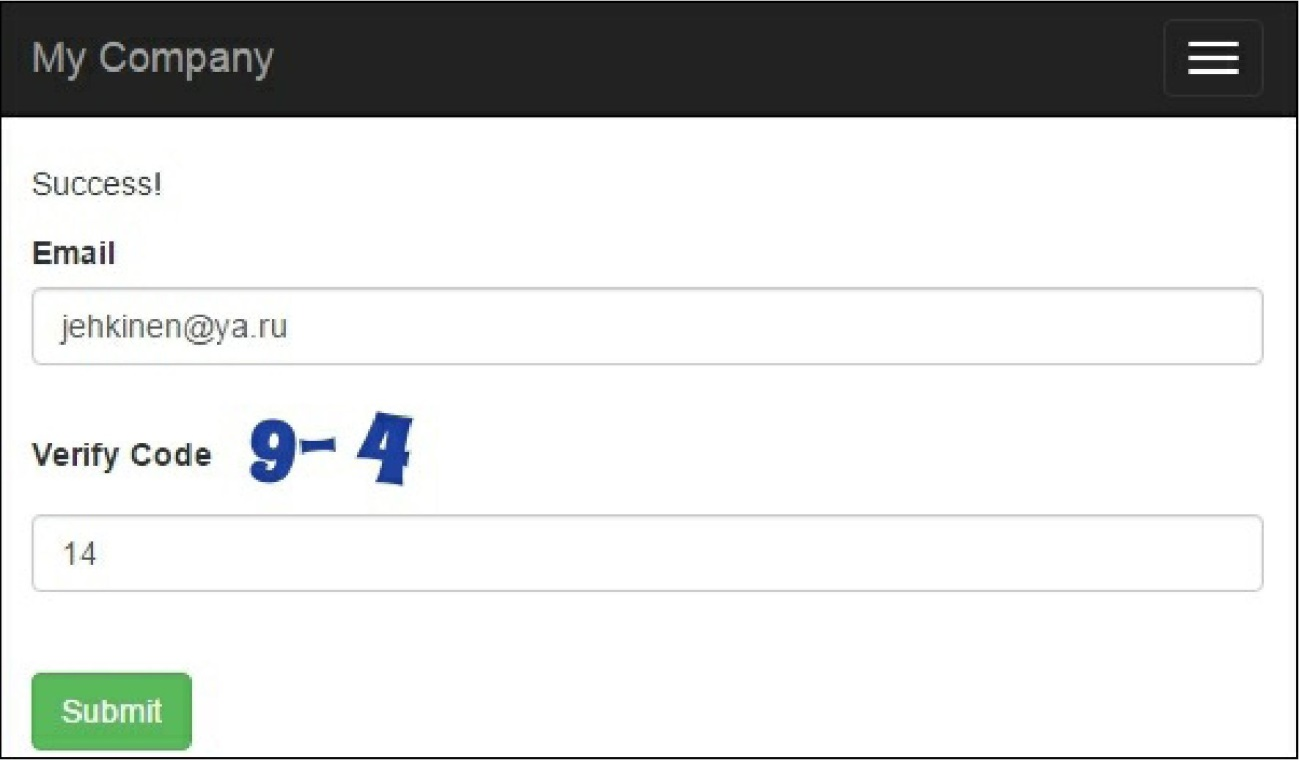 My Company
Success!
Email
jehkinen@ya.ru
Verify Code 9- 4
14
Submit